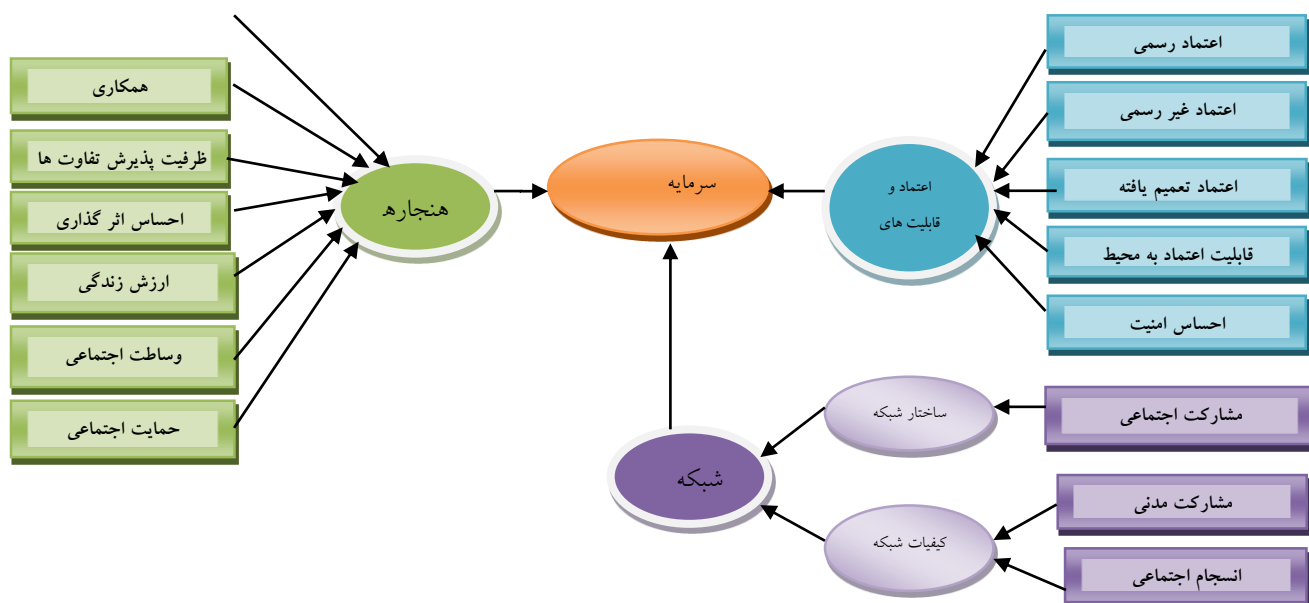 اعتماد رسمی
اعتماد غیر رسمی
اعتماد تعمیم یافته
قابلیت اعتماد به محیط
احساس امنیت
اعتماد و
قابلیت های
سرمایه
هنجاره
همکاری
ظرفیت پذیرش تفاوت ها
احساس اثر گذاری
ارزش زندگی
وساطت اجتماعی
حمایت اجتماعی
مشارکت اجتماعی
ساختار شبکه
شبکه
مشارکت مدنی
کیفیات شبکه
انسجام اجتماعی